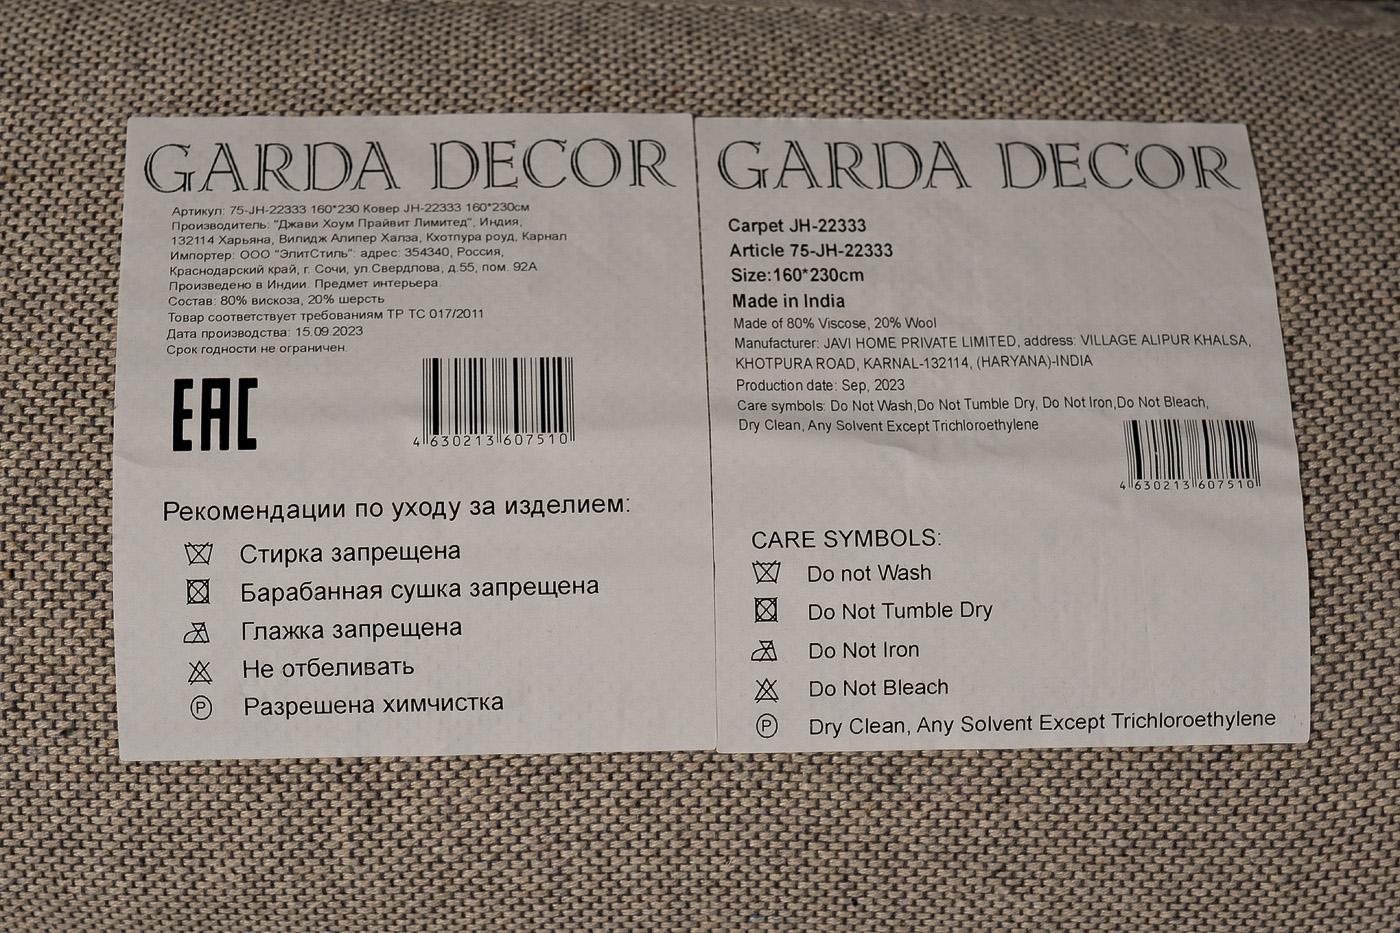 GARDA DECOR
Артикул: 75-JH-22333 160*230 Ковер JH-22333 160*230см
Производитель: "Джави Хоум Прайвит Лимитед", Индия,
132114 Харьяна, Вилидж Алипер Халза, Кхотпура роуд, Карнал
Импортер: ООО "ЭлитСтиль": адрес: 354340, Россия,
Краснодарский край, г. Сочи, ул.Свердлова, д.55, пом. 92А
Произведено в Индии. Предмет интерьера.
Состав: 80% вискоза, 20% шерсть
Товар соответствует требованиям ТР ТС 017/2011
Дата производства: 15.09.2023
Срок годности не ограничен.
EAC
4 630213 607510
Рекомендации по уходу за изделием:
Стирка запрещена
Барабанная сушка запрещена
Глажка запрещена
Не отбеливать
P Разрешена химчистка
GARDA DECOR
Carpet JH-22333
Article 75-JH-22333
Size:160*230cm
Made in India
Made of 80% Viscose, 20% Wool
Manufacturer: JAVI HOME PRIVATE LIMITED, address: VILLAGE ALIPUR KHALSA,
KHOTPURA ROAD, KARNAL-132114, (HARYANA)-INDIA
Production date: Sep, 2023
Care symbols: Do Not Wash,Do Not Tumble Dry, Do Not Iron,Do Not Bleach,
Dry Clean, Any Solvent Except Trichloroethylene
4 630213 607510
CARE SYMBOLS:
Do not Wash
Do Not Tumble Dry
Do Not Iron
Do Not Bleach
P Dry Clean, Any Solvent Except Trichloroethylene